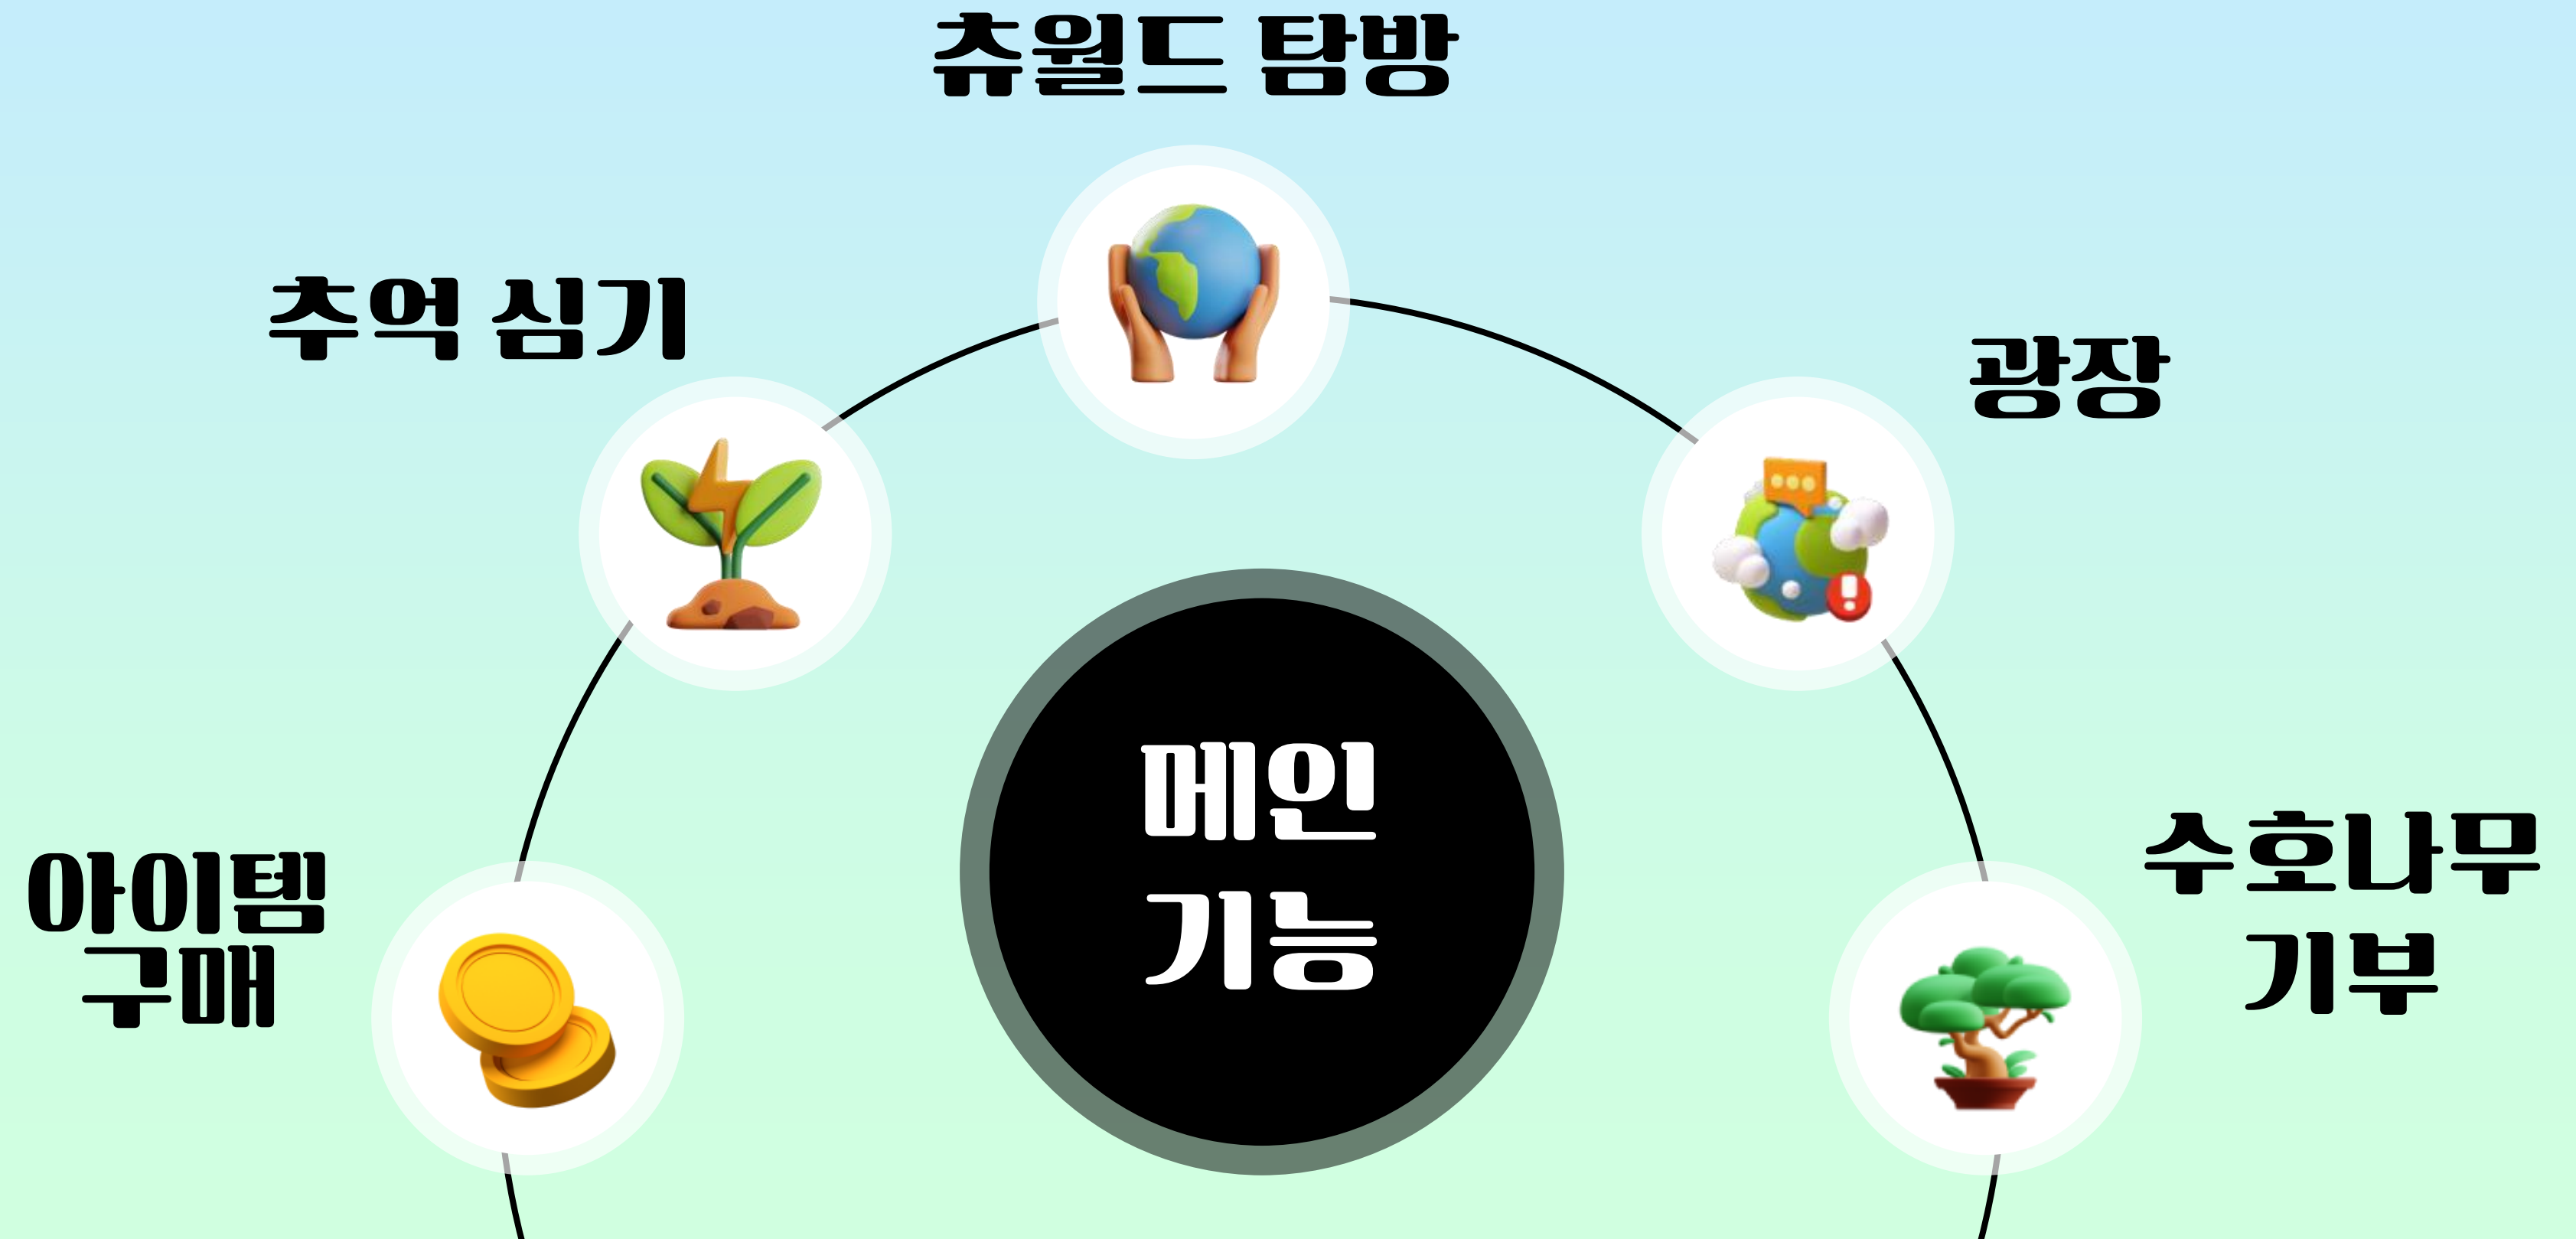 츄월드 탐방
추억 심기
광장
메인
기능
아이템
구매
수호나무
기부